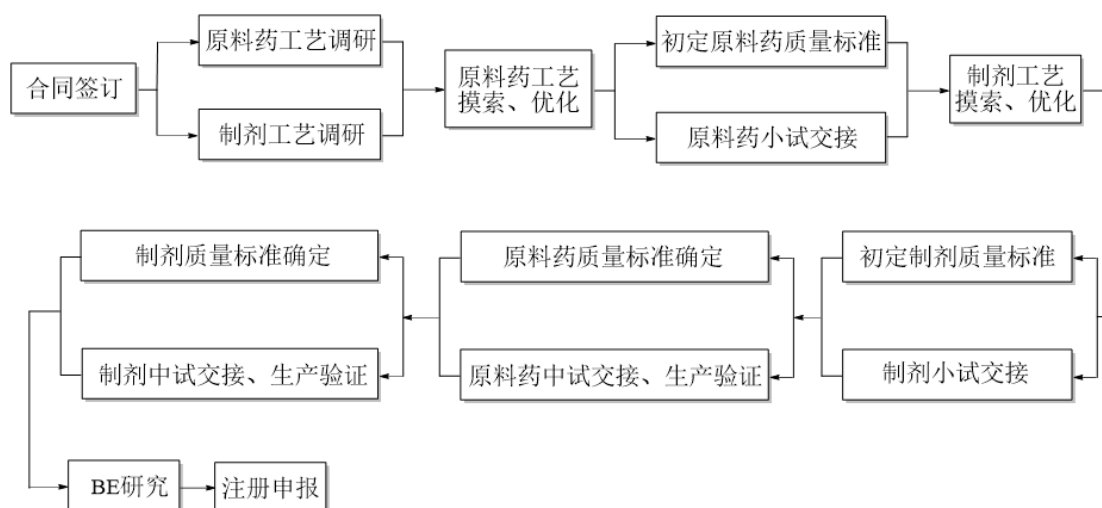 合同签订
原料药工艺调研
制剂工艺调研
原料药工艺
摸索、优化
初定原料药质量标准
原料药小试交接
制剂工艺
摸索、优化
初定制剂质量标准
制剂小试交接
原料药质量标准确定
原料药中试交接、生产验证
制剂质量标准确定
制剂中试交接、生产验证
BE研究
注册申报